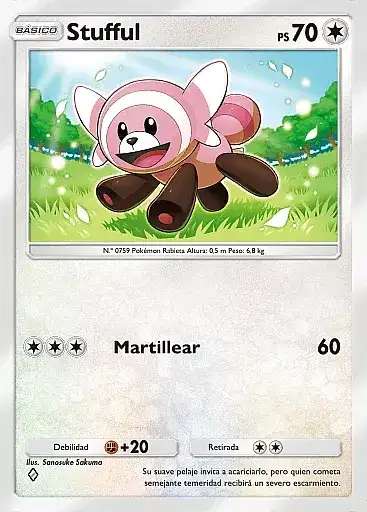 BÁSICO Stufful PS 70
N.º 0759 Pokémon Rabieta Altura: 0,5 m Peso: 6,8 kg
Martillear 60
Debilidad +20 Retirada
Ilus. Sanosuke Sakuma
Su suave pelaje invita a acariciarlo, pero quien cometa
semejante temeridad recibirá un severo escarmiento.